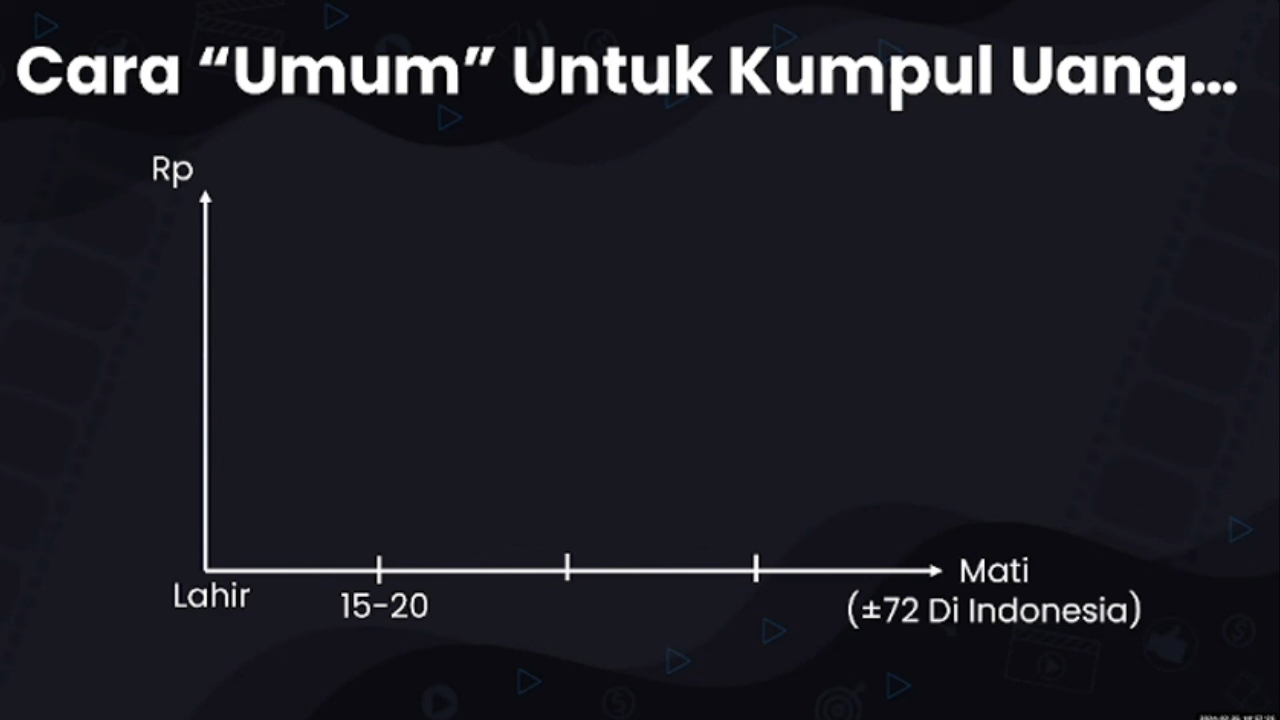 Cara “Umum” Untuk Kumpul Uang...
Rp
Lahir
15-20
Mati
(±72 Di Indonesia)